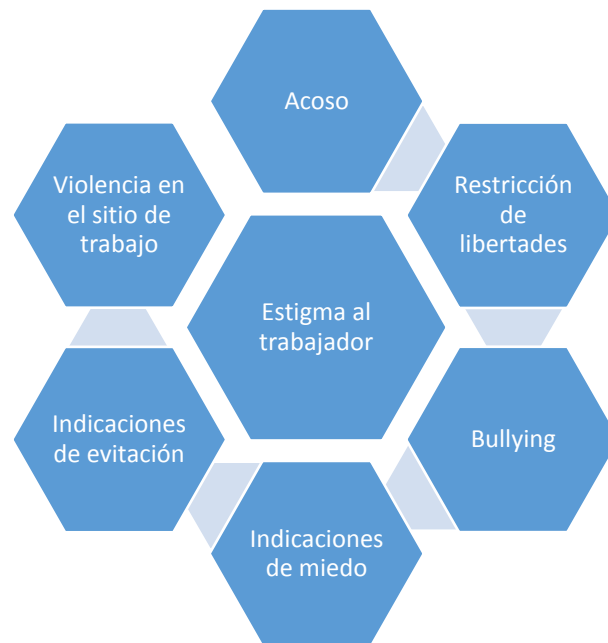 Acoso
Violencia en
el sitio de
trabajo
Restricción
de
libertades
Estigma al
trabajador
Indicaciones
de evitación
Bullying
Indicaciones
de miedo